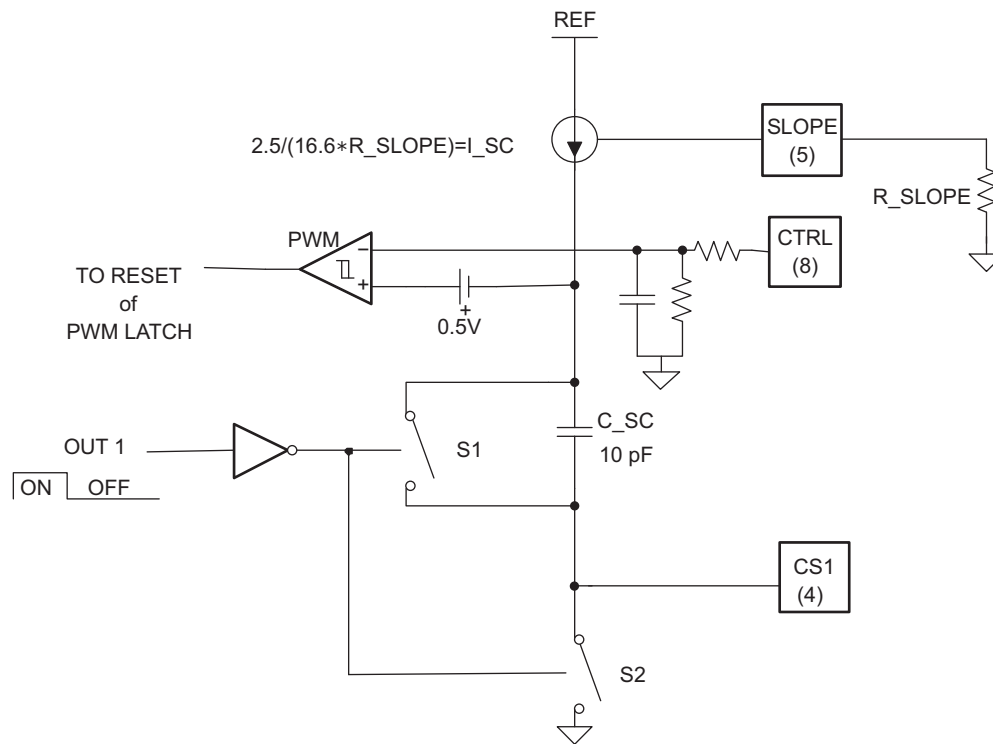 REF
2.5/(16.6*R_SLOPE)=I_SC
SLOPE
(5)
R_SLOPE
PWM
−
+
CTRL
(8)
TO RESET
of
PWM LATCH
+
0.5V
C_SC
10 pF
OUT 1
S1
ON
OFF
CS1
(4)
S2